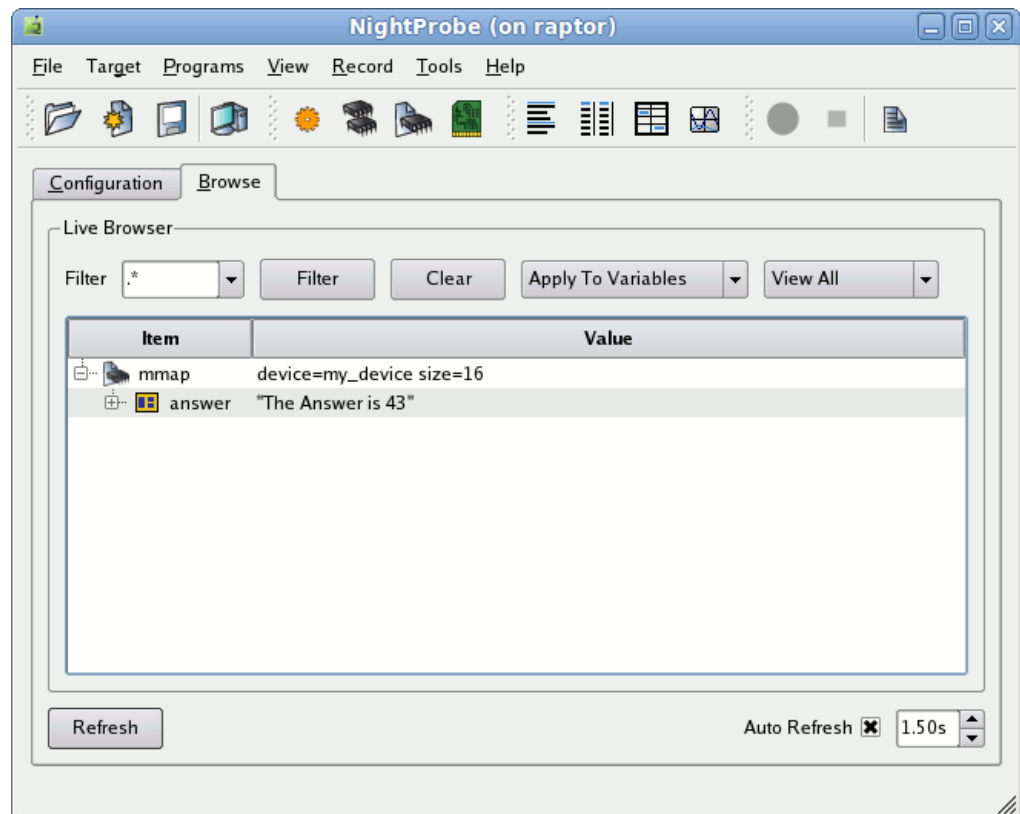 NightProbe (on raptor)
File Target Programs View Record Tools Help
Configuration Browse
Live Browser
Filter .* Filter Clear Apply To Variables View All
Item Value
mmap device=my_device size=16
answer "The Answer is 43"
Refresh Auto Refresh 1.50s